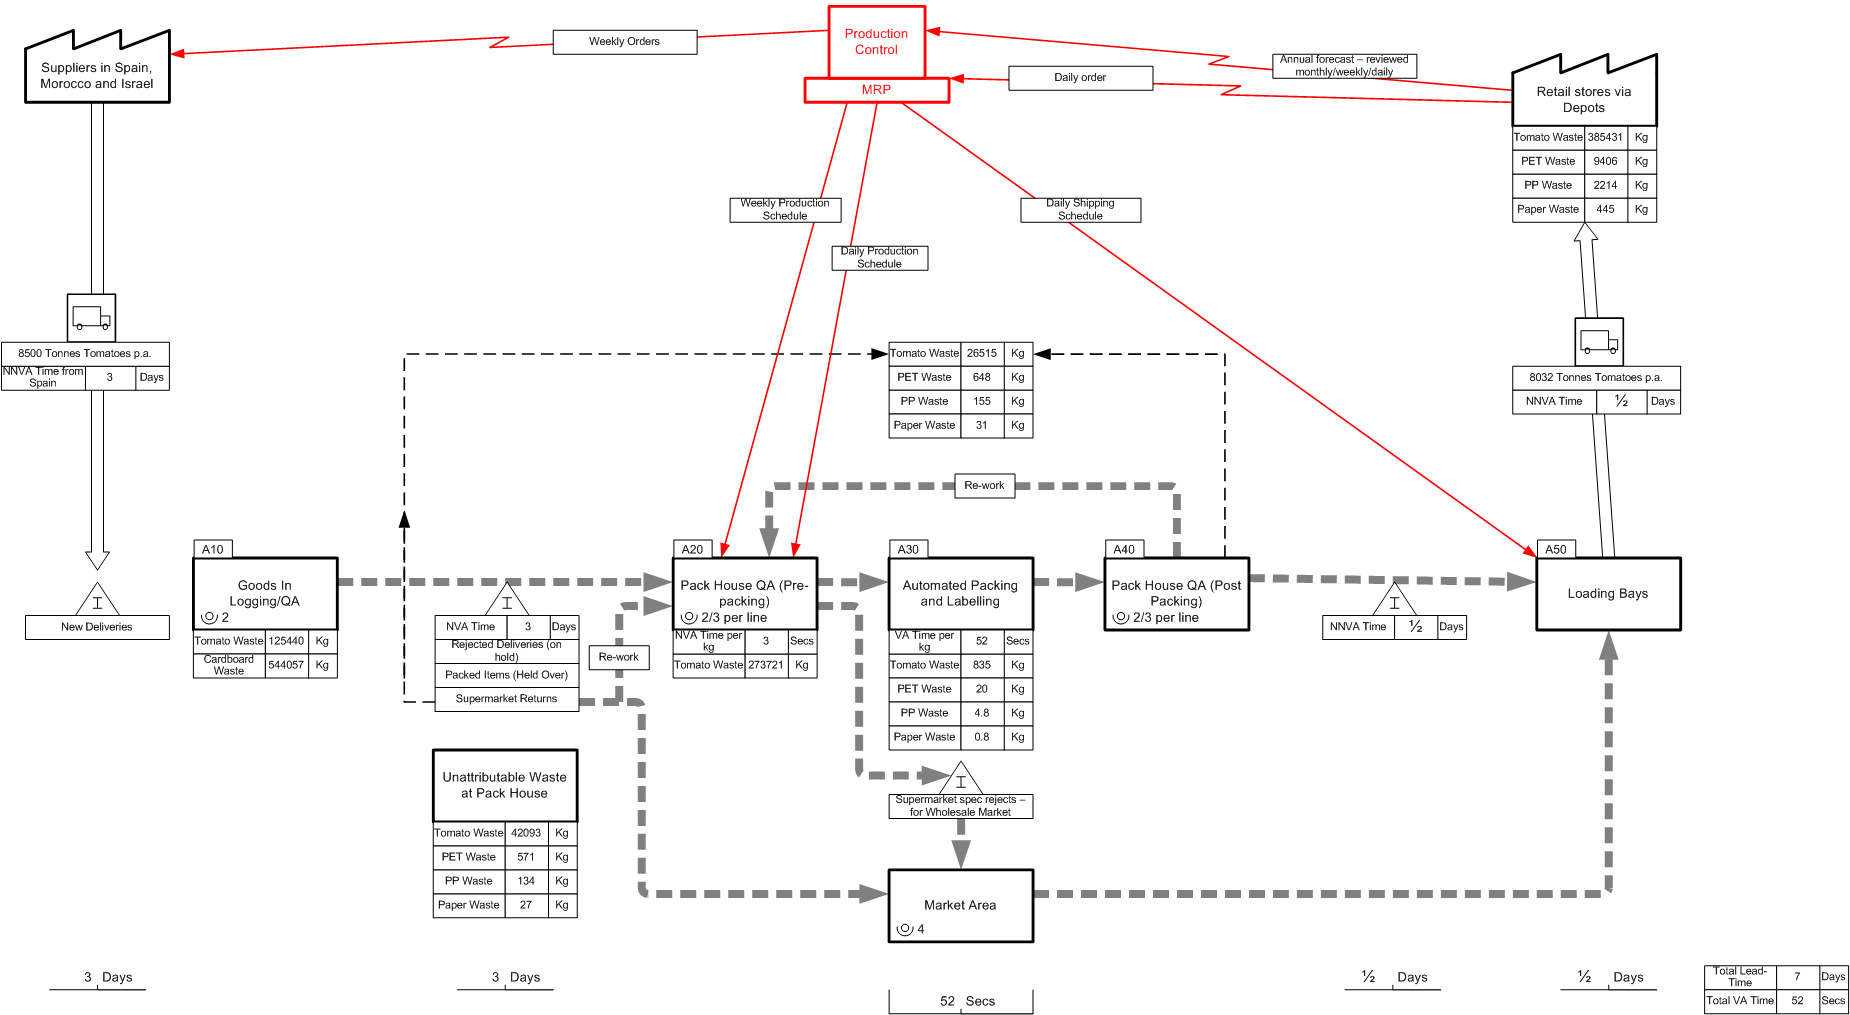 Production
Control
MRP
Weekly Orders
Annual forecast – reviewed
monthly/weekly/daily
Daily order
Suppliers in Spain,
Morocco and Israel
Retail stores via
Depots
Tomato Waste 385431 Kg
PET Waste 9406 Kg
PP Waste 2214 Kg
Paper Waste 445 Kg
Weekly Production
Schedule
Daily Production
Schedule
Daily Shipping
Schedule
8500 Tonnes Tomatoes p.a.
NNVA Time from
Spain 3 Days
Tomato Waste 26515 Kg
PET Waste 648 Kg
PP Waste 155 Kg
Paper Waste 31 Kg
8032 Tonnes Tomatoes p.a.
NNVA Time ½ Days
Re-work
I
New Deliveries
A10
Goods In
Logging/QA
2
Tomato Waste 125440 Kg
Cardboard
Waste 544057 Kg
I
NVA Time 3 Days
Rejected Deliveries (on
hold)
Packed Items (Held Over)
Supermarket Returns
Re-work
A20
Pack House QA (Pre-
packing)
2/3 per line
NVA Time per
kg 3 Secs
Tomato Waste 273721 Kg
A30
Automated Packing
and Labelling
VA Time per
kg 52 Secs
Tomato Waste 835 Kg
PET Waste 20 Kg
PP Waste 4.8 Kg
Paper Waste 0.8 Kg
A40
Pack House QA (Post
Packing)
2/3 per line
I
NNVA Time ½ Days
A50
Loading Bays
Unattributable Waste
at Pack House
Tomato Waste 42093 Kg
PET Waste 571 Kg
PP Waste 134 Kg
Paper Waste 27 Kg
I
Supermarket spec rejects –
for Wholesale Market
Market Area
4
3 Days
3 Days
52 Secs
½ Days
½ Days
Total Lead-
Time 7 Days
Total VA Time 52 Secs